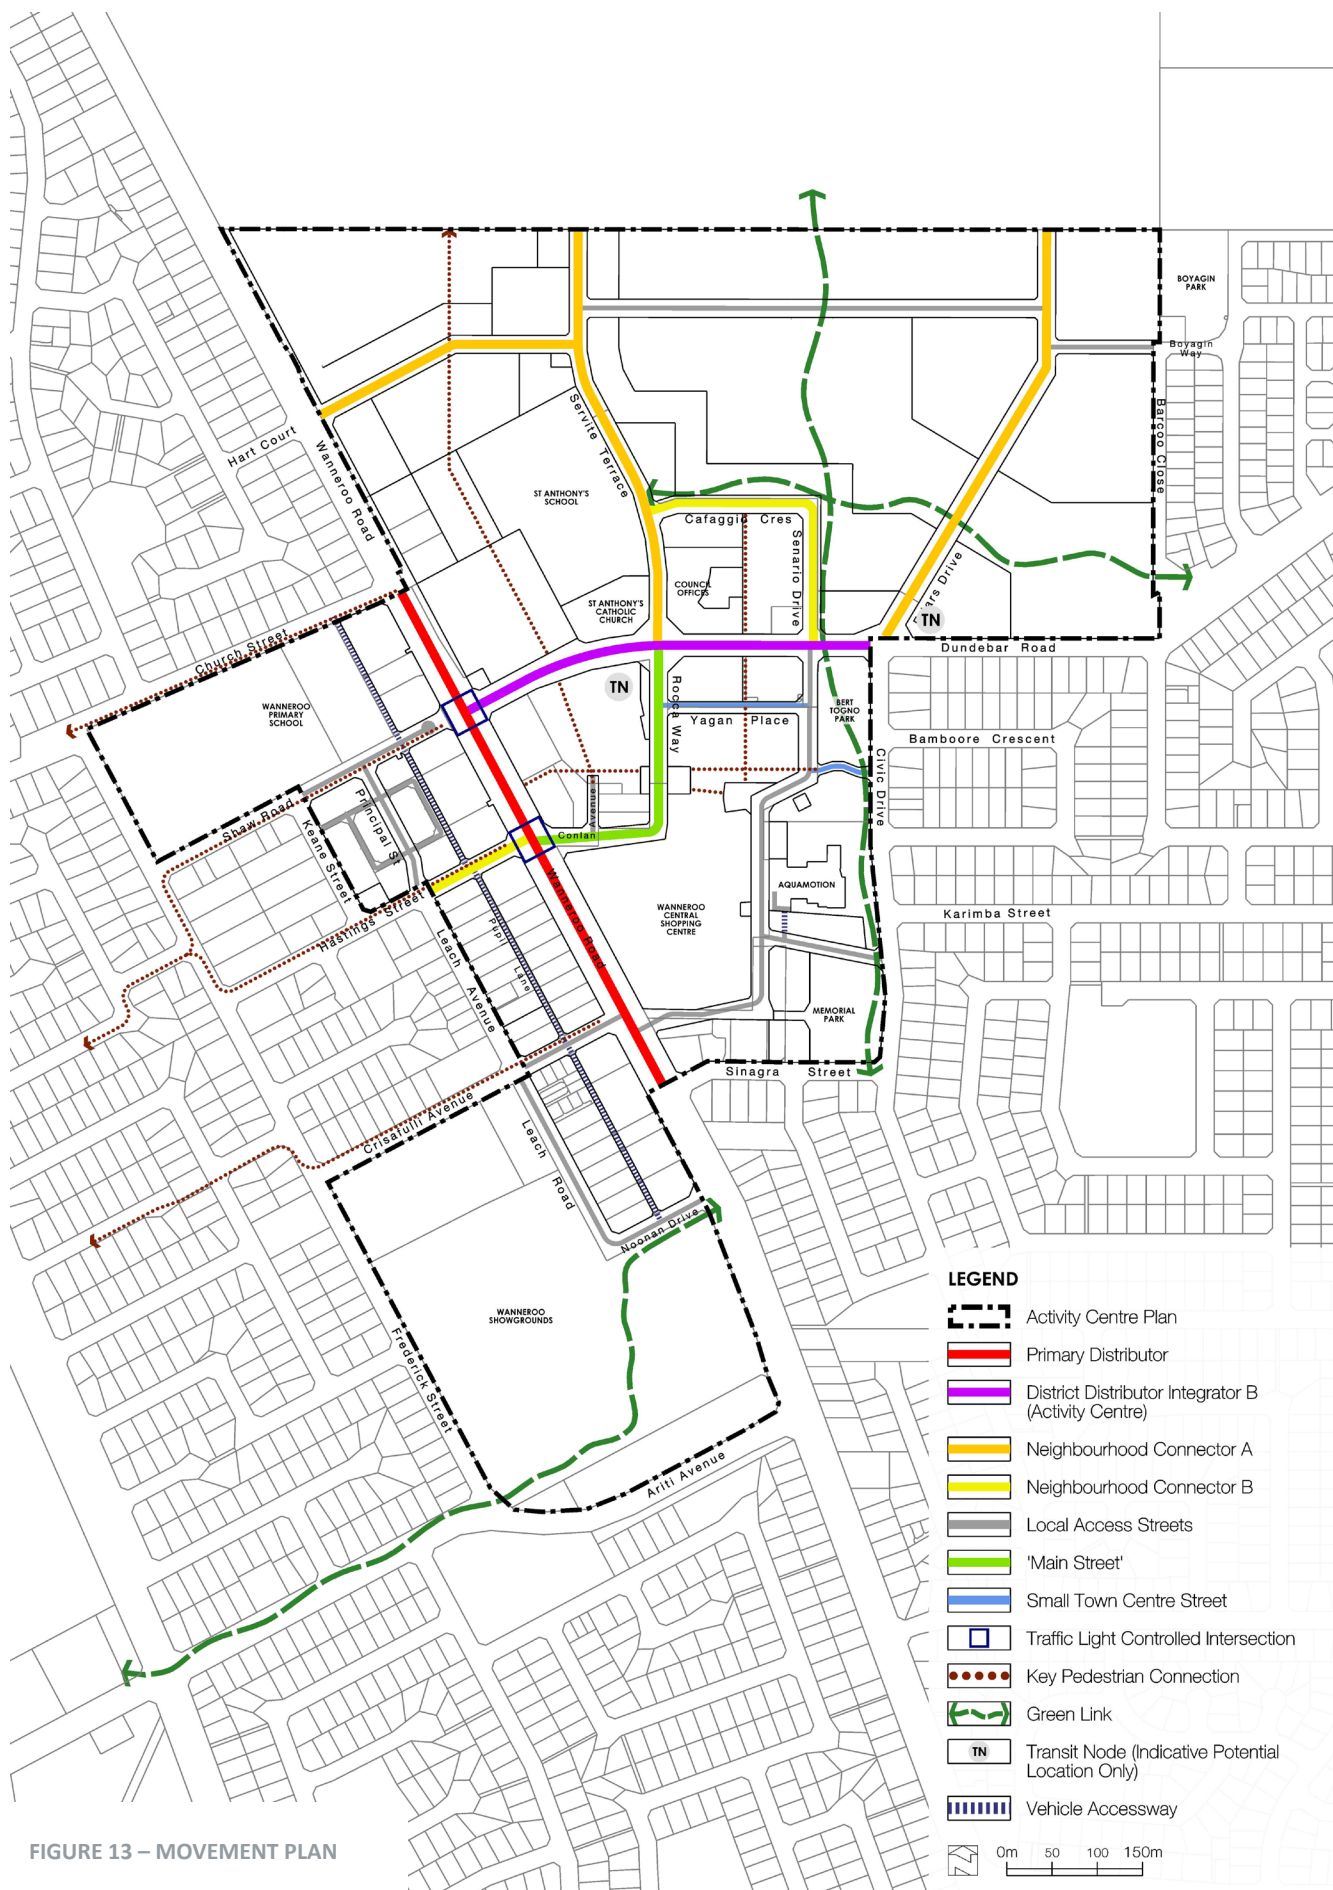 BOYAGIN
PARK
Boyagin
Way
Barcoo Close
Hart Court
Wanneroo Road
Servite Terrace
ST ANTHONY'S
SCHOOL
Cafaggio Cres
Senario Drive
COUNCIL
OFFICES
ST ANTHONY'S
CATHOLIC
CHURCH
ars Drive
TN
Dundebar Road
Church Street
WANNEROO
PRIMARY
SCHOOL
TN
Rocca Way
Yagan Place
BERT
TOGNO
PARK
Bamboore Crescent
Civic Drive
Shaw Road
Principal St
Keane Street
Avenue
Conlan
Hastings Street
Wanneroo Road
Pupil Lane
Leach Avenue
AQUAMOTION
WANNEROO
CENTRAL
SHOPPING
CENTRE
Karimba Street
MEMORIAL
PARK
Sinagra Street
Crisafulli Avenue
Leach Road
Noonan Drive
WANNEROO
SHOWGROUNDS
Frederick Street
Ariti Avenue
LEGEND
Activity Centre Plan
Primary Distributor
District Distributor Integrator B
(Activity Centre)
Neighbourhood Connector A
Neighbourhood Connector B
Local Access Streets
'Main Street'
Small Town Centre Street
Traffic Light Controlled Intersection
Key Pedestrian Connection
Green Link
TN
Transit Node (Indicative Potential
Location Only)
Vehicle Accessway
0m 50 100 150m
FIGURE 13 – MOVEMENT PLAN